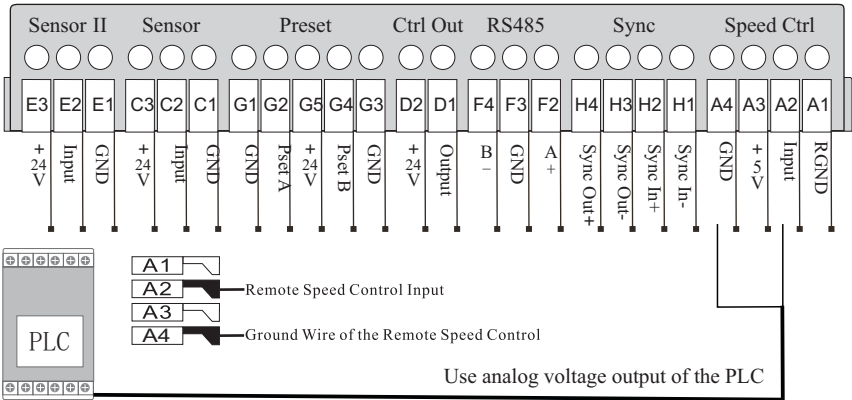 Sensor II Sensor Preset Ctrl Out RS485 Sync Speed Ctrl
E3 E2 E1 C3 C2 C1 G1 G2 G5 G4 G3 D2 D1 F4 F3 F2 H4 H3 H2 H1 A4 A3 A2 A1
+24V Input GND +24V Input GND GND Pset A +24V Pset B GND +24V Output B- GND A+ Sync Out+ Sync Out- Sync In+ Sync In- GND +5V Input RGND
A1
A2 Remote Speed Control Input
A3
A4 Ground Wire of the Remote Speed Control
PLC
Use analog voltage output of the PLC